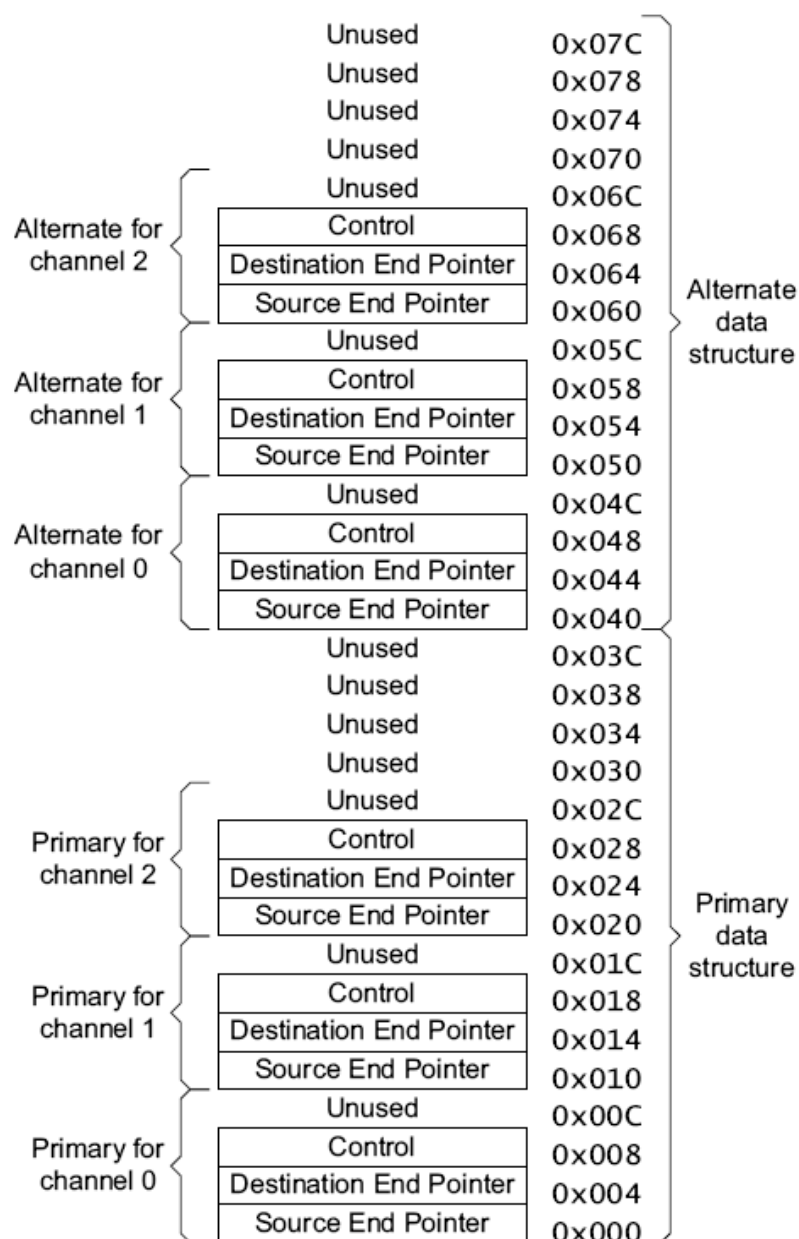 Unused 0x07C
Unused 0x078
Unused 0x074
Unused 0x070
Unused 0x06C
Alternate for
channel 2
Control 0x068
Destination End Pointer 0x064
Source End Pointer 0x060
Alternate
data
structure
Unused 0x05C
Alternate for
channel 1
Control 0x058
Destination End Pointer 0x054
Source End Pointer 0x050
Unused 0x04C
Alternate for
channel 0
Control 0x048
Destination End Pointer 0x044
Source End Pointer 0x040
Unused 0x03C
Unused 0x038
Unused 0x034
Unused 0x030
Unused 0x02C
Primary for
channel 2
Control 0x028
Destination End Pointer 0x024
Source End Pointer 0x020
Primary
data
structure
Unused 0x01C
Primary for
channel 1
Control 0x018
Destination End Pointer 0x014
Source End Pointer 0x010
Unused 0x00C
Primary for
channel 0
Control 0x008
Destination End Pointer 0x004
Source End Pointer 0x000